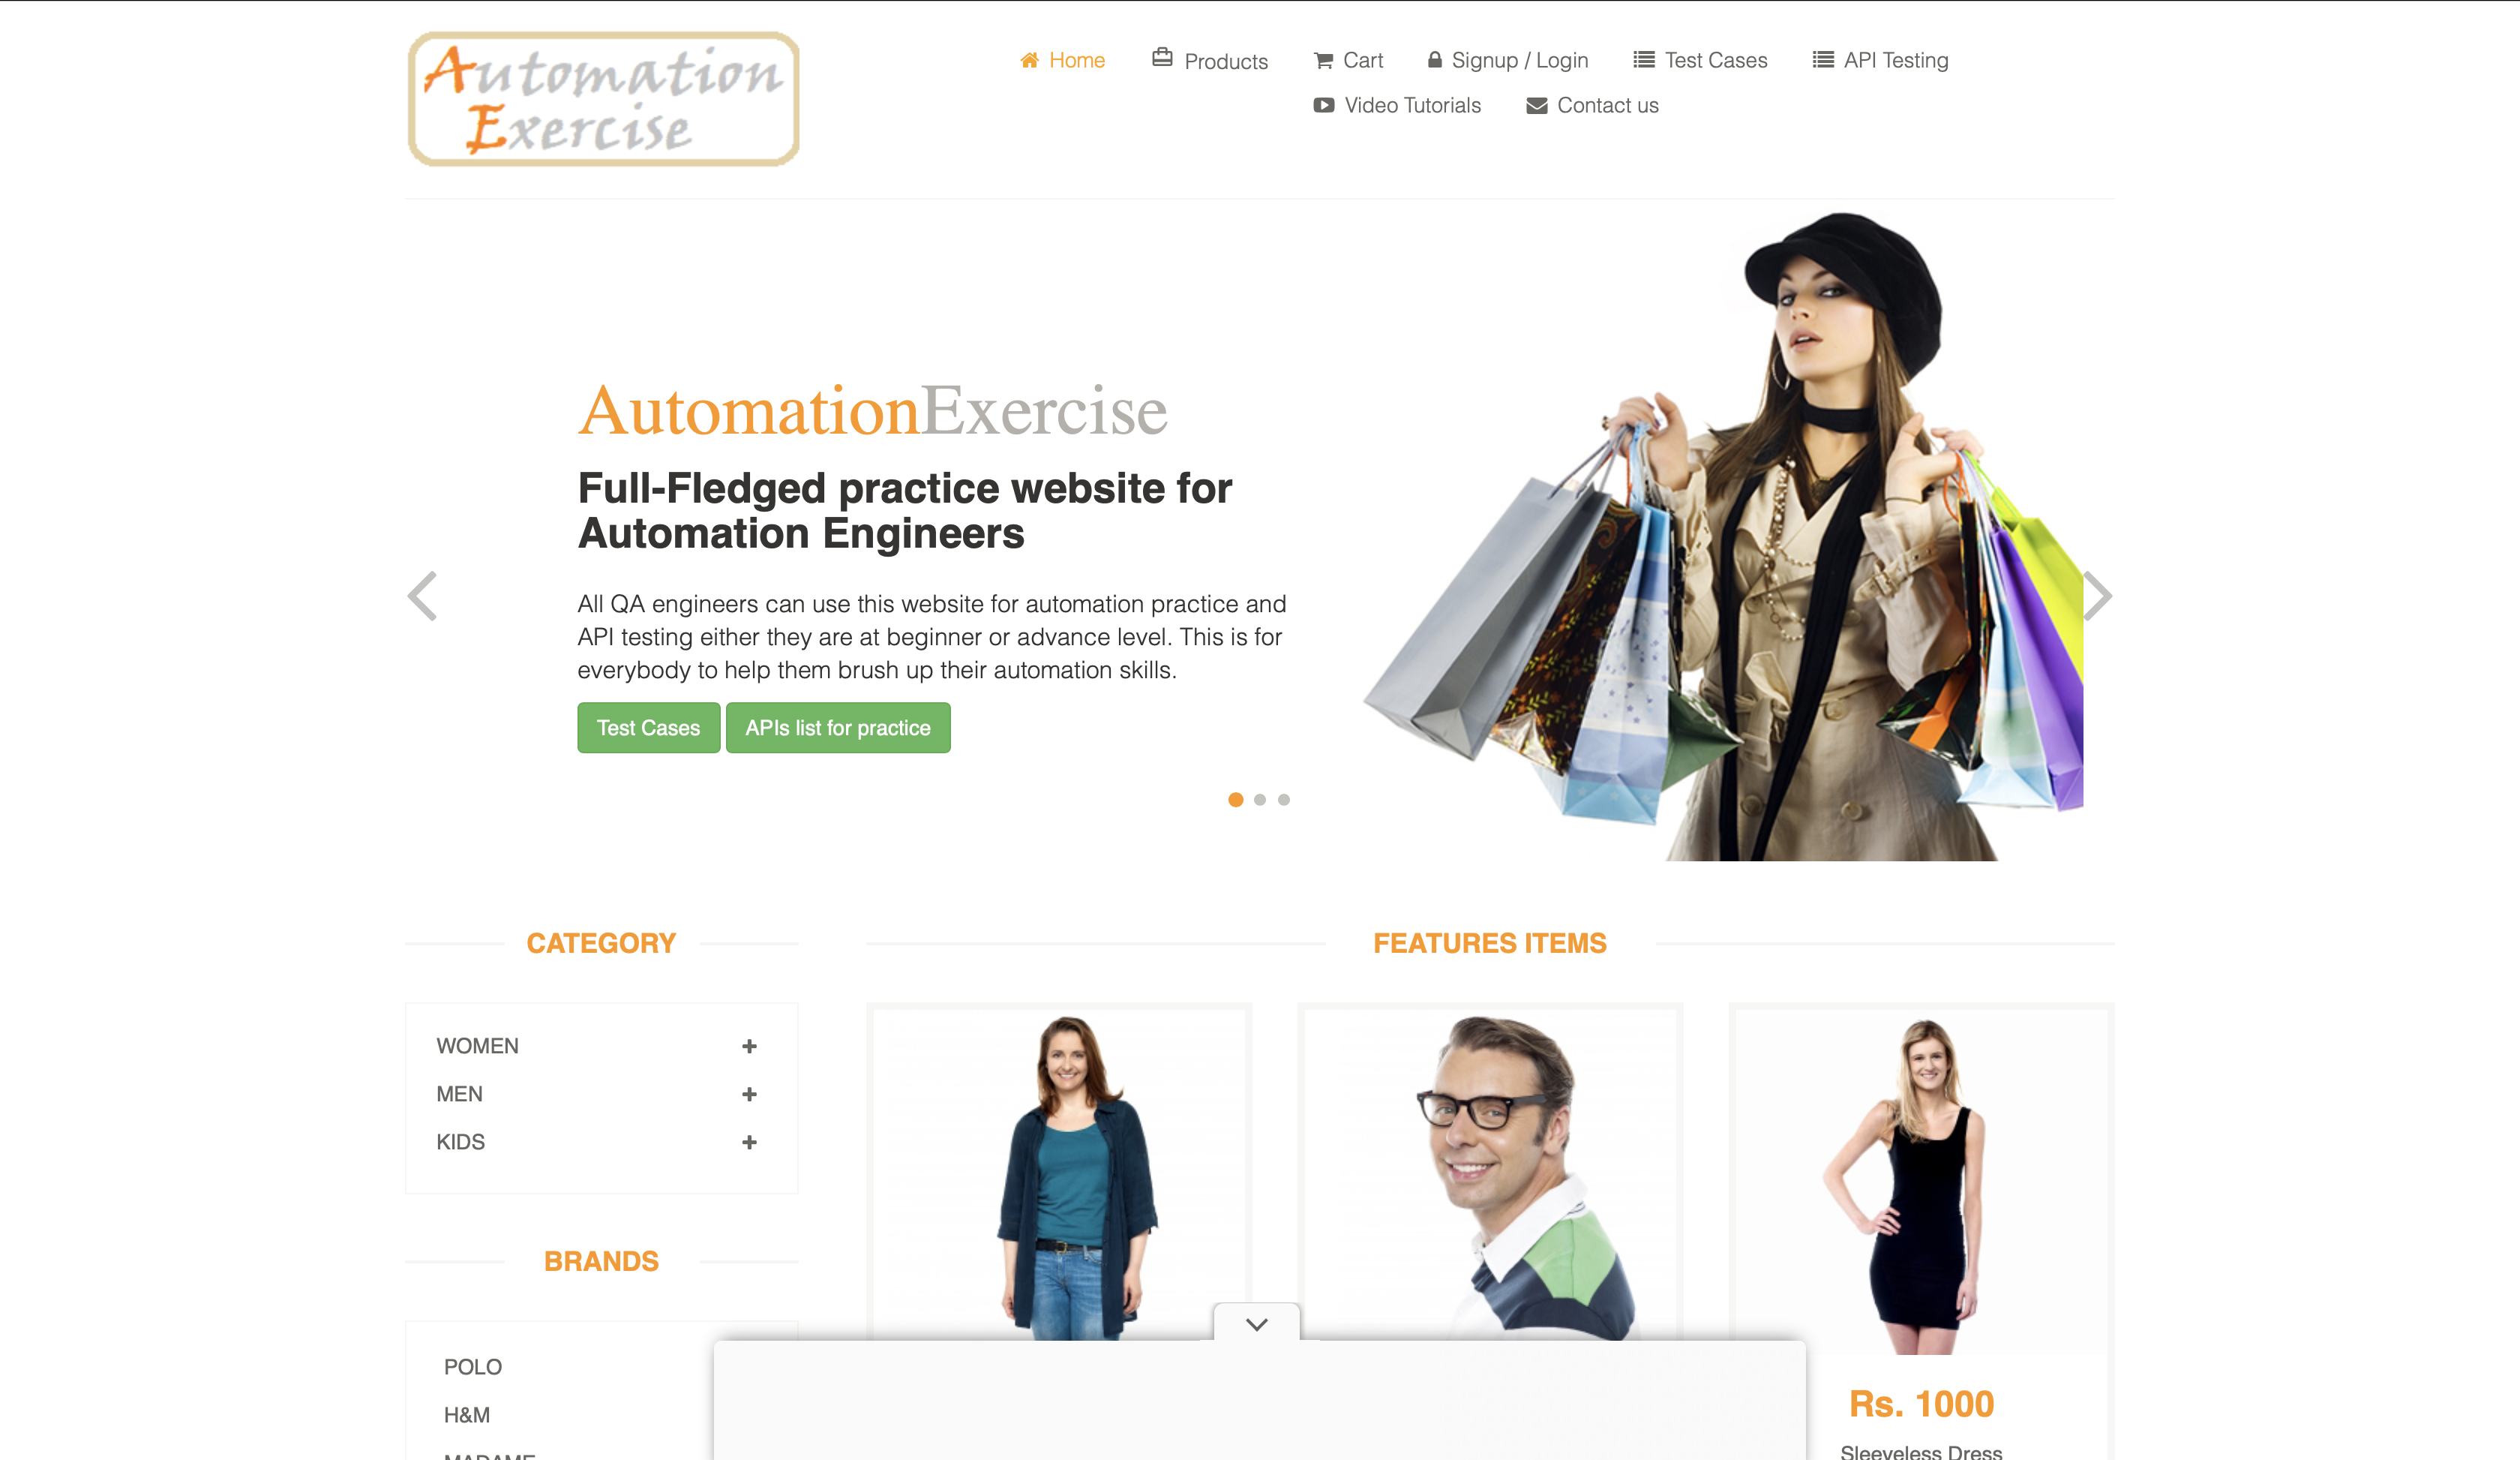 Automation
Exercise
Home
Products
Cart
Signup / Login
Test Cases
API Testing
Video Tutorials
Contact us
AutomationExercise
Full-Fledged practice website for
Automation Engineers
All QA engineers can use this website for automation practice and
API testing either they are at beginner or advance level. This is for
everybody to help them brush up their automation skills.
Test Cases
APIs list for practice
CATEGORY
WOMEN
MEN
KIDS
BRANDS
POLO
H&M
MADAME
FEATURES ITEMS
Rs. 1000
Sleeveless Dress